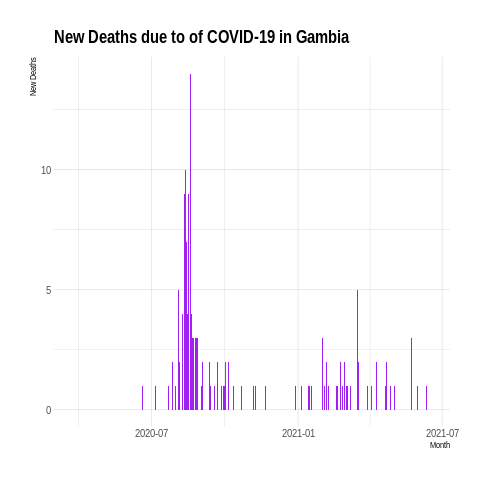 New Deaths due to of COVID-19 in Gambia
New Deaths
10
5
0
2020-07
2021-01
2021-07
Month